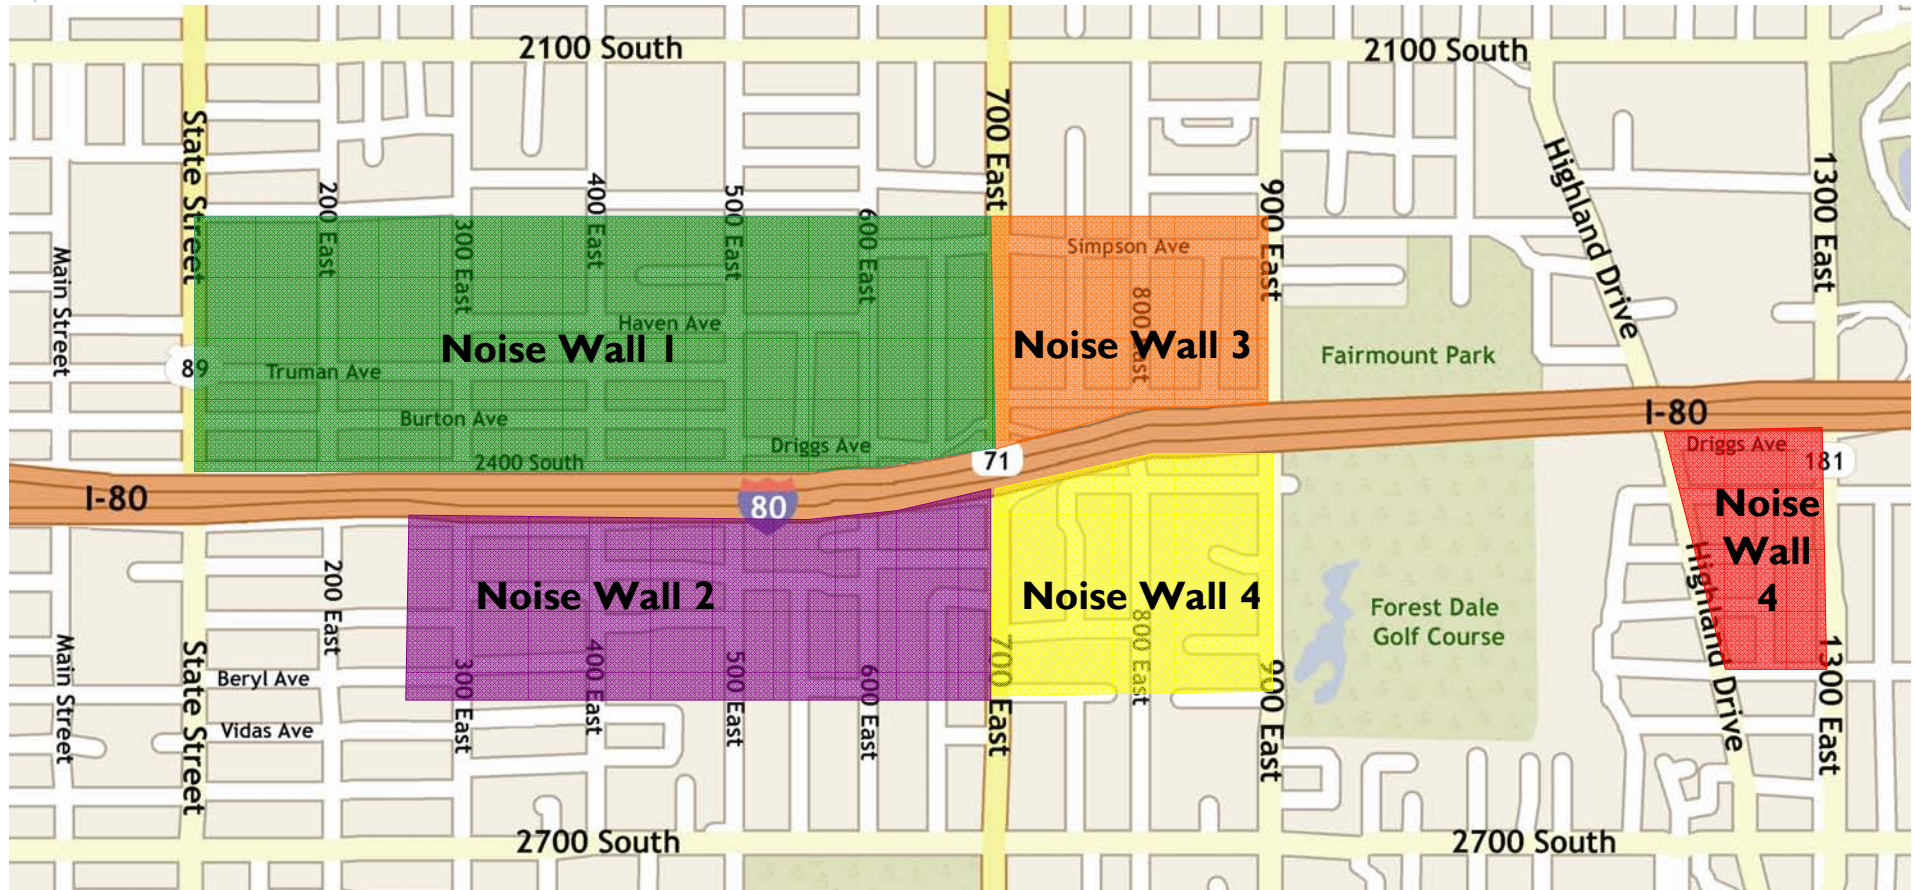 2100 South
2100 South
State Street
700 East
Highland Drive
1300 East
200 East
400 East
500 East
600 East
900 East
300 East
Main Street
Simpson Ave
800 East
Haven Ave
Noise Wall 1
Noise Wall 3
Fairmount Park
89
Truman Ave
Burton Ave
Driggs Ave
2400 South
71
I-80
I-80
80
Driggs Ave
181
Noise
Wall
4
200 East
Noise Wall 2
Noise Wall 4
Forest Dale
Golf Course
Highland Drive
Main Street
State Street
Beryl Ave
Vidas Ave
300 East
400 East
500 East
600 East
700 East
800 East
900 East
1300 East
2700 South
2700 South